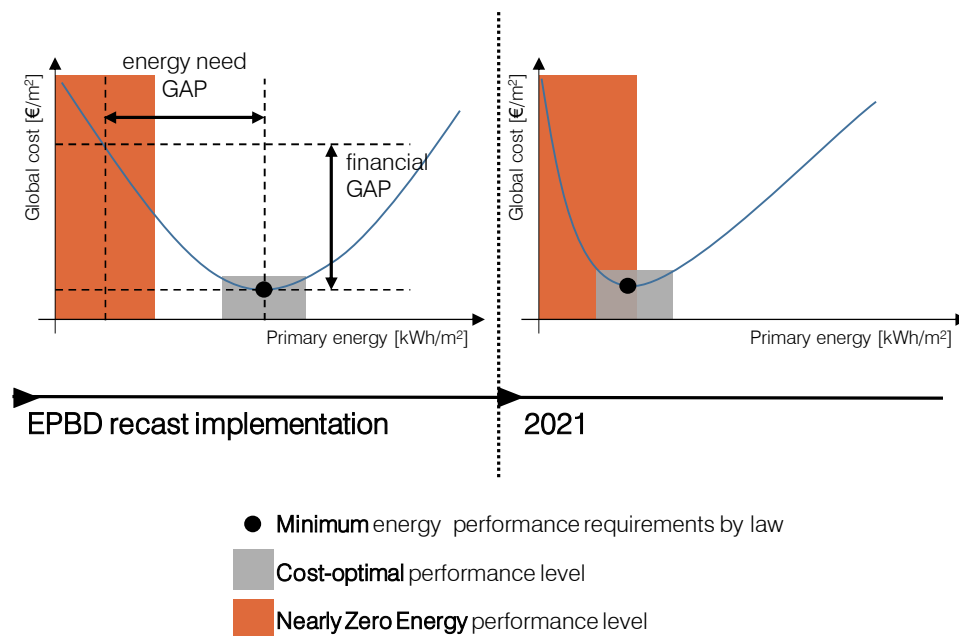 energy need
GAP
financial
GAP
Global cost [€/m²]
Primary energy [kWh/m²]
Global cost [€/m²]
Primary energy [kWh/m²]
EPBD recast implementation
2021
Minimum energy performance requirements by law
Cost-optimal performance level
Nearly Zero Energy performance level